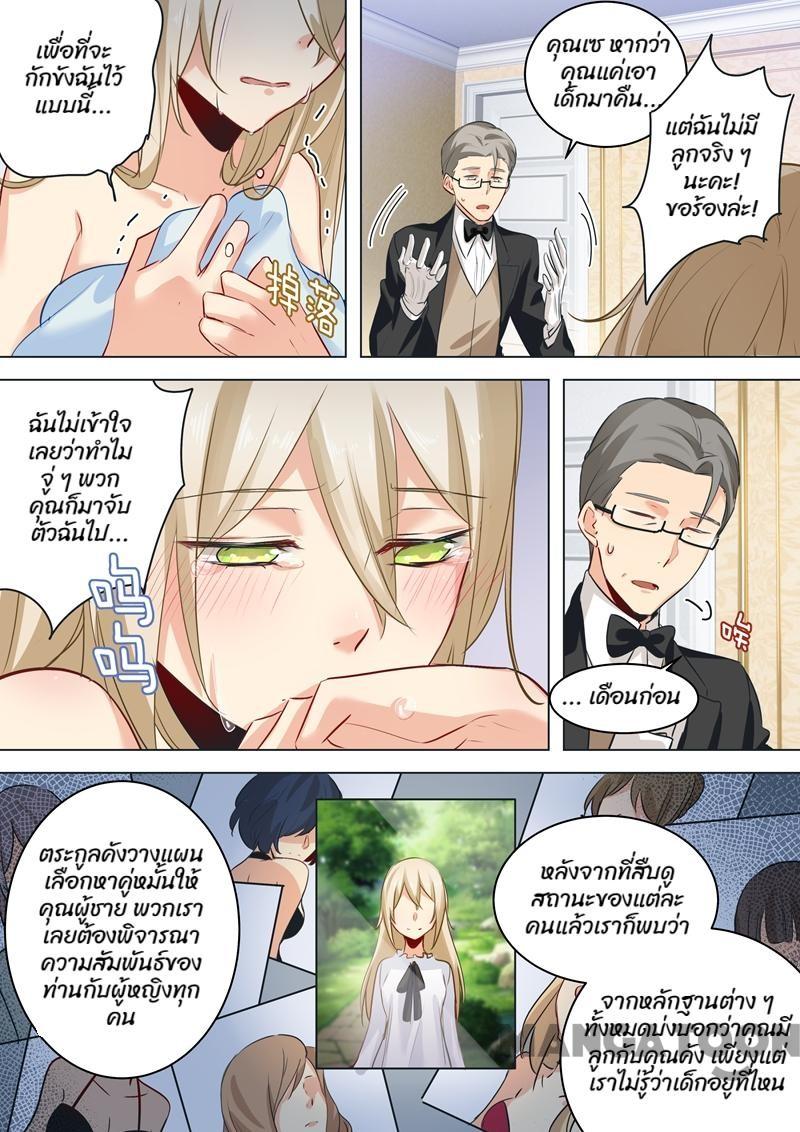 เพื่อที่จะ
กักขังฉันไว้
แบบนี้...
คุณเซ หากว่า
คุณแค่เอา
เด็กมาคืน...
แต่ฉันไม่มี
ลูกจริง ๆ
นะคะ!
ขอร้องล่ะ!
掉落
ฉันไม่เข้าใจ
เลยว่าทำไม
จู่ ๆ พวก
คุณก็มาจับ
ตัวฉันไป...
呜
呜
... เดือนก่อน
ตระกูลคังวางแผน
เลือกหาคู่หมั้นให้
คุณผู้ชาย พวกเรา
เลยต้องพิจารณา
ความสัมพันธ์ของ
ท่านกับผู้หญิงทุก
คน
หลังจากที่สืบดู
สถานะของแต่ละ
คนแล้วเราก็พบว่า
จากหลักฐานต่าง ๆ
ทั้งหมดบ่งบอกว่าคุณมี
ลูกกับคุณคัง เพียงแต่
เราไม่รู้ว่าเด็กอยู่ที่ไหน
MANGATOON